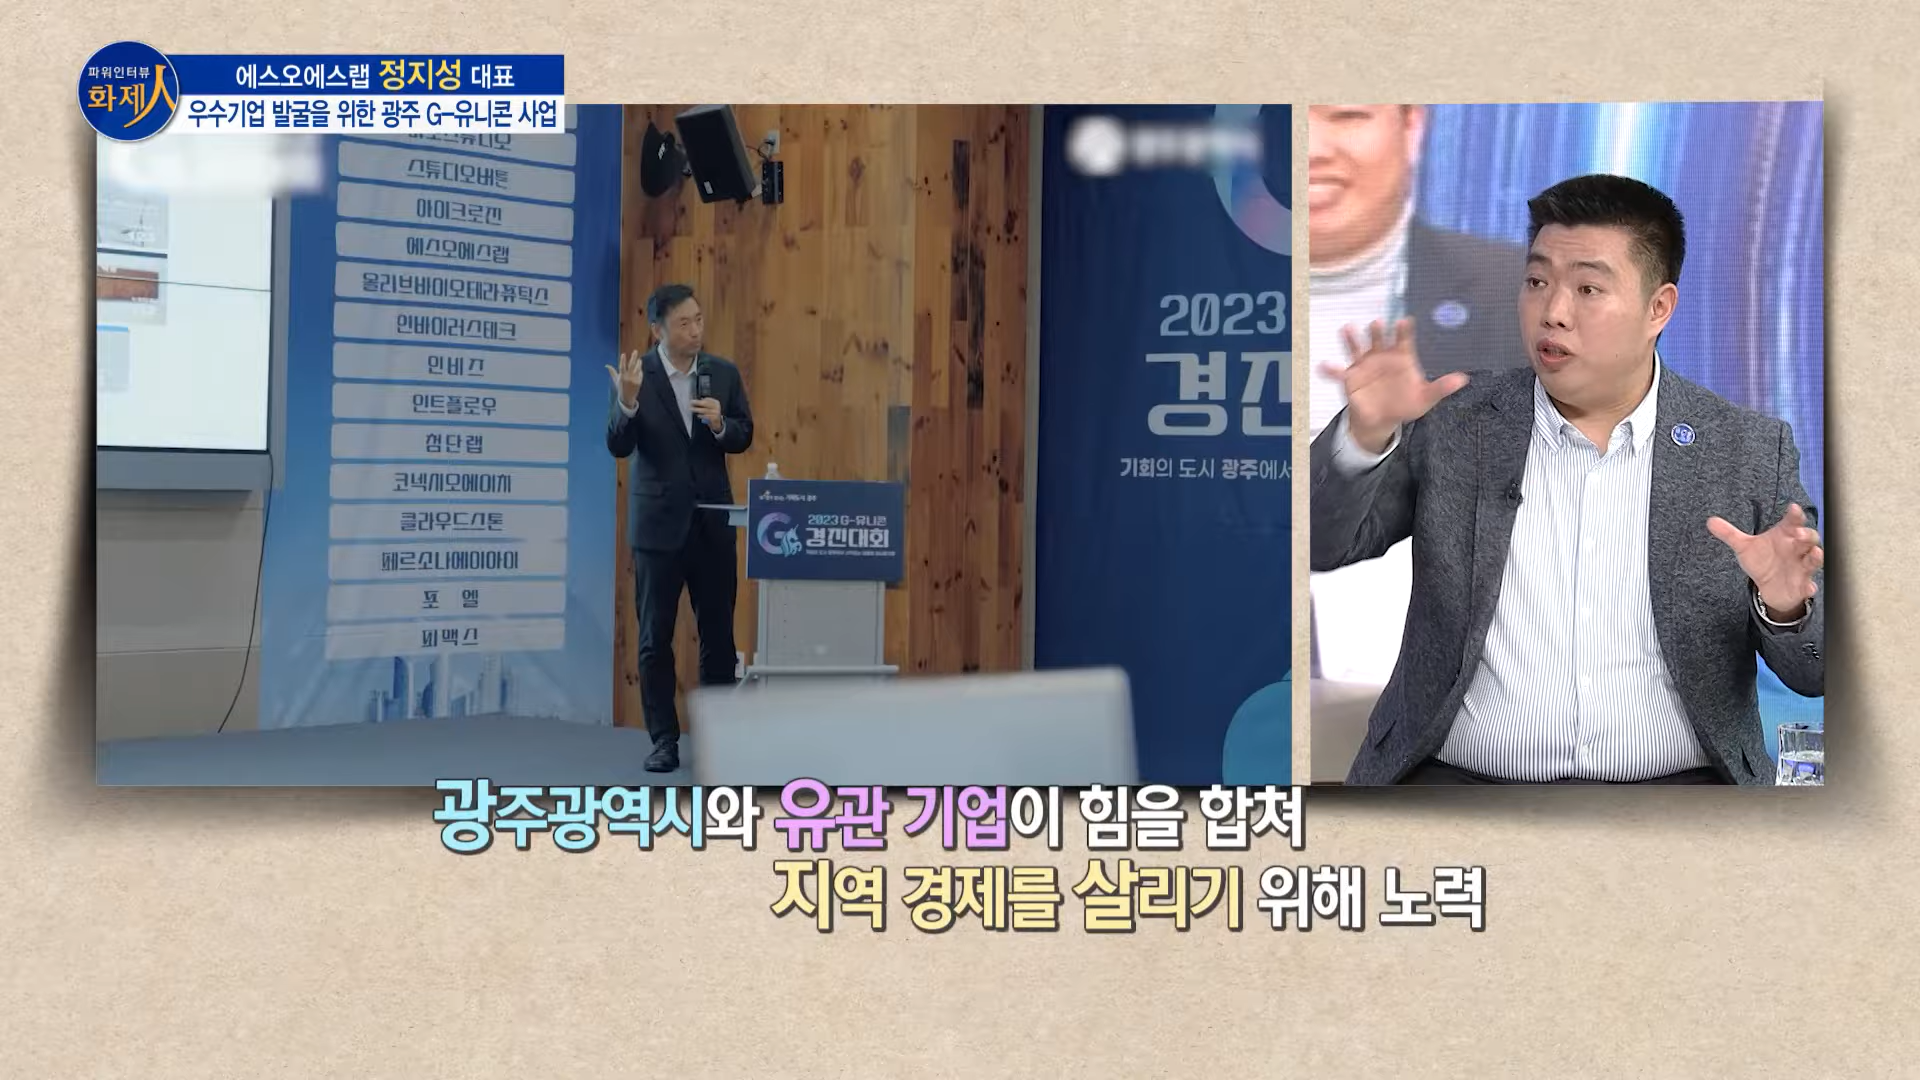 파워인터뷰
화제人
에스오에스랩 정지성 대표
우수기업 발굴을 위한 광주 G-유니콘 사업
스튜디오버튼
아이크로진
에스오에스랩
올리브바이오테라퓨틱스
인바이러스테크
인비즈
인트플로우
첨단랩
코넥시오에이치
클라우드스톤
페르소나에이아이
포엘
피맥스
2023 G-유니콘
경진대회
2023
경진
기회의 도시 광주에서
광주광역시와 유관 기업이 힘을 합쳐
지역 경제를 살리기 위해 노력